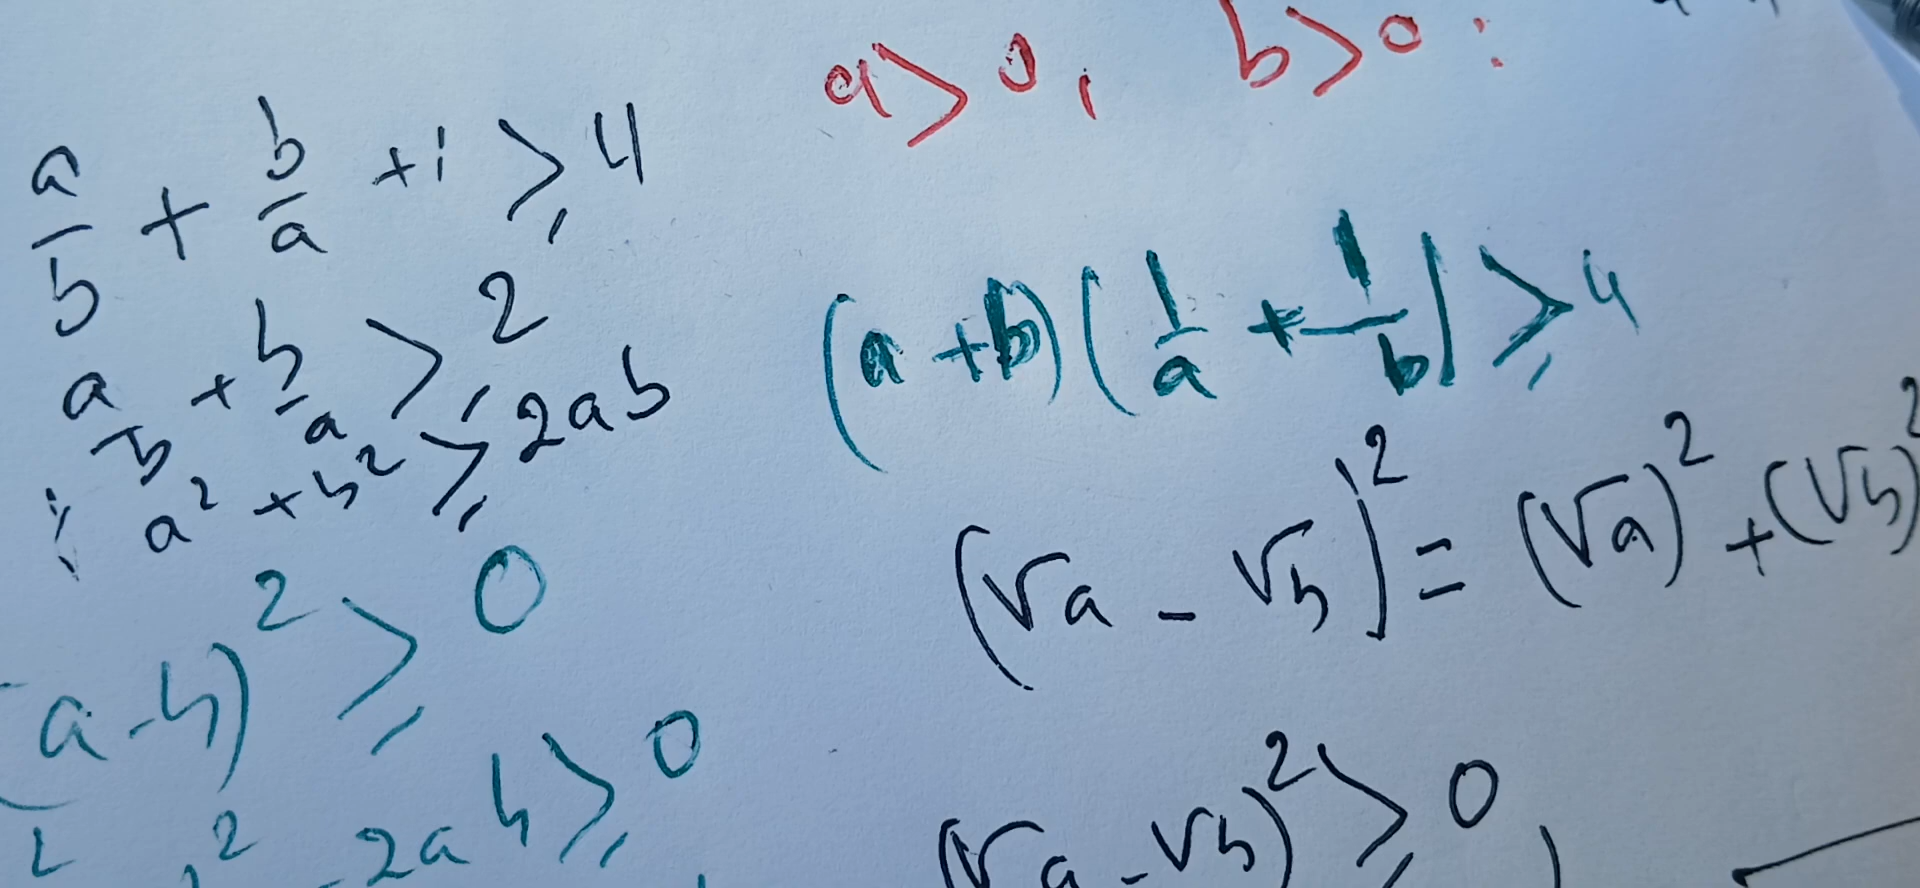 a>0, b>0:
a/b + b/a + 1 ≥ 4
(a+b)(1/a + 1/b) ≥ 4
a/b + b/a ≥ 2
a² + b² ≥ 2ab
(√a - √b)² = (√a)² + (√b)²
(a-b)² ≥ 0
- 2ab ≥ 0
(√a - √b)² ≥ 0